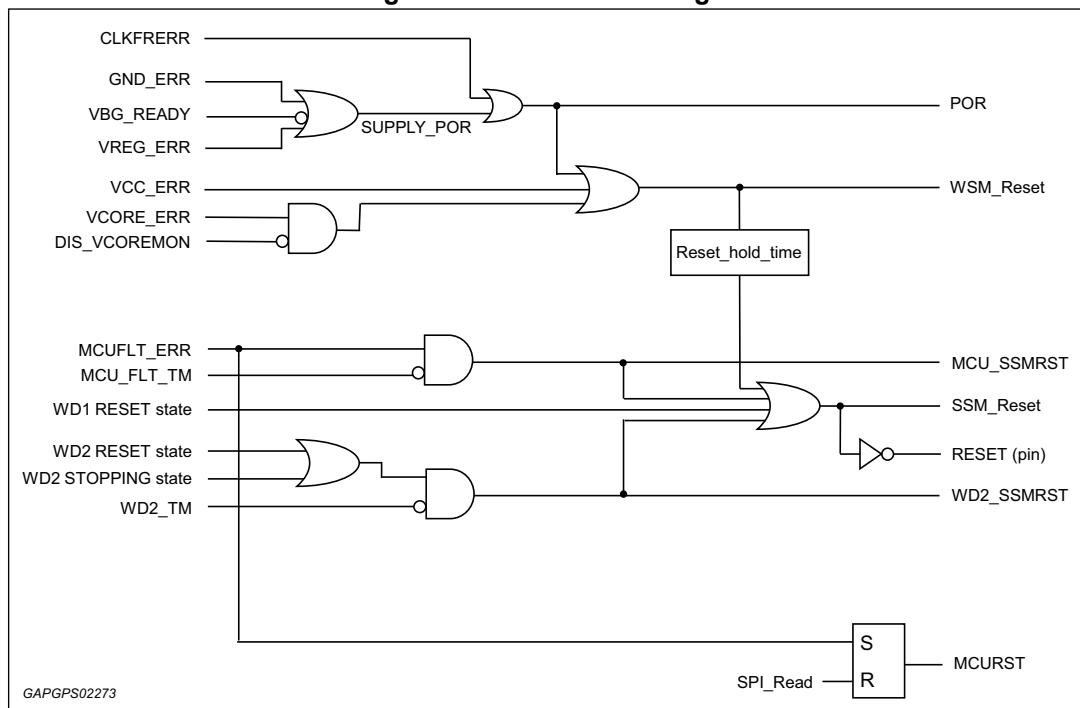 CLKFRERR
GND_ERR
VBG_READY
VREG_ERR
SUPPLY_POR
POR
VCC_ERR
WSM_Reset
VCORE_ERR
DIS_VCOREMON
Reset_hold_time
MCUFLT_ERR
MCU_FLT_TM
MCU_SSMRST
WD1 RESET state
SSM_Reset
WD2 RESET state
RESET (pin)
WD2 STOPPING state
WD2_TM
WD2_SSMRST
S
MCURST
SPI_Read
R
GAPGPS02273